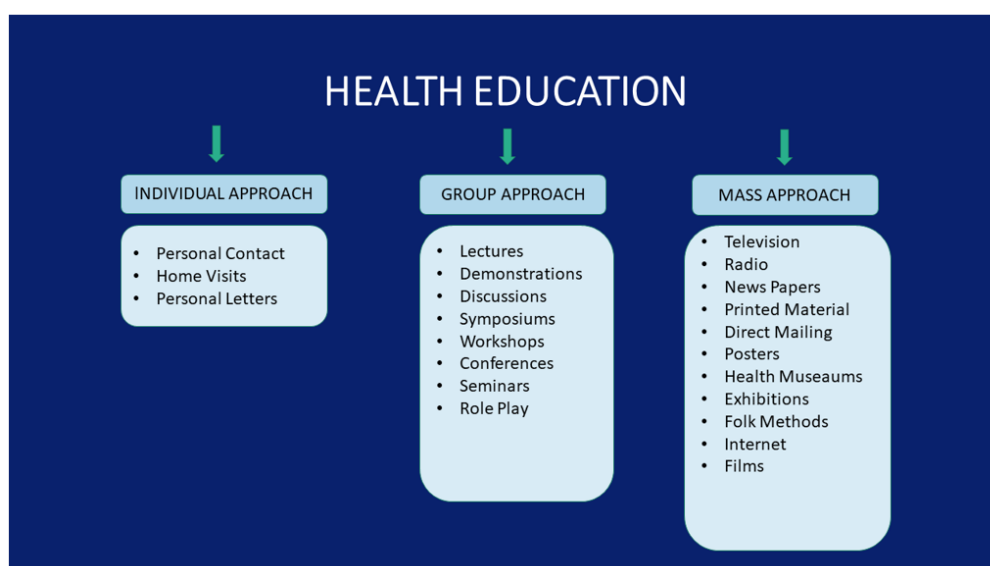 HEALTH EDUCATION
INDIVIDUAL APPROACH
• Personal Contact
• Home Visits
• Personal Letters
GROUP APPROACH
• Lectures
• Demonstrations
• Discussions
• Symposiums
• Workshops
• Conferences
• Seminars
• Role Play
MASS APPROACH
• Television
• Radio
• News Papers
• Printed Material
• Direct Mailing
• Posters
• Health Museaums
• Exhibitions
• Folk Methods
• Internet
• Films